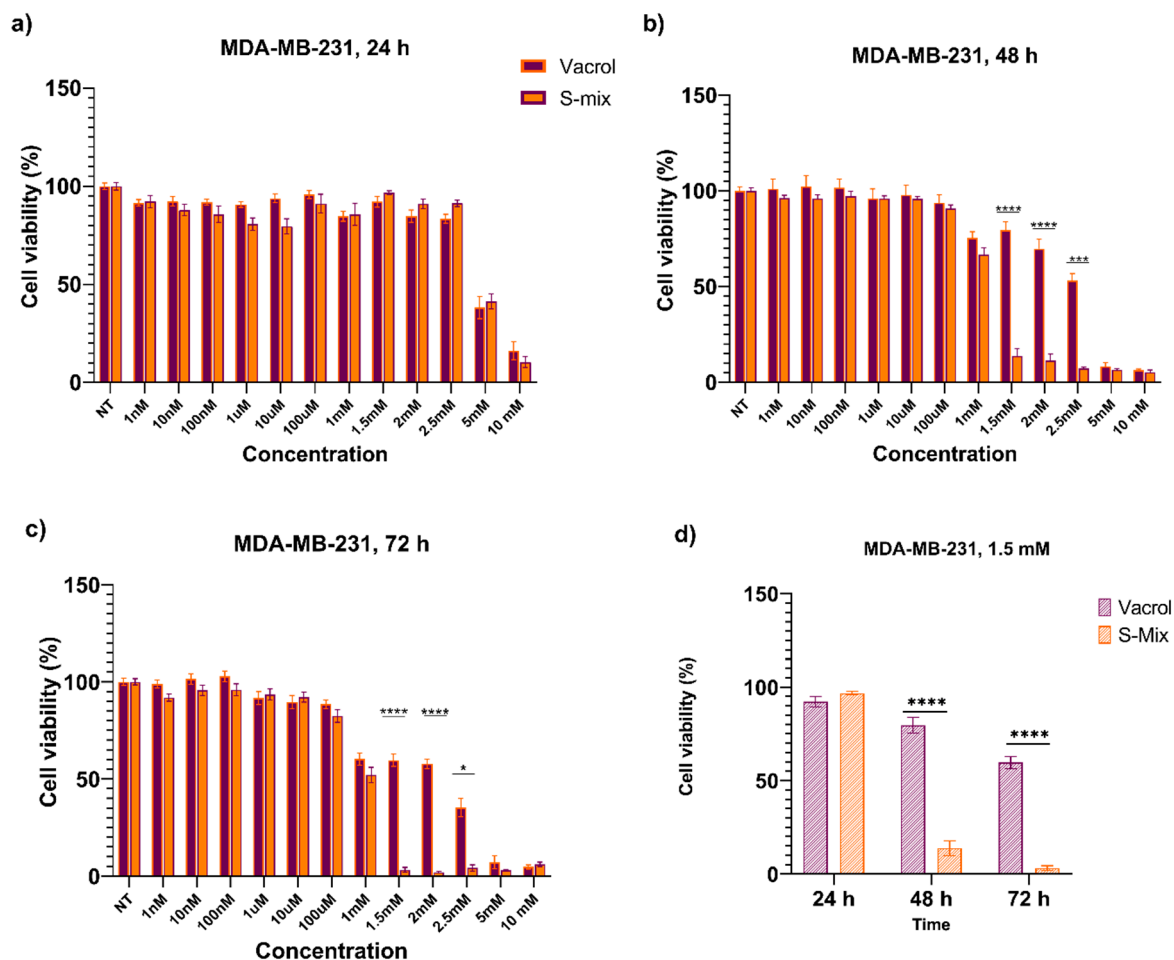 a)
MDA-MB-231, 24 h
Vacrol
S-mix
Cell viability (%)
150
100
50
0
NT 1nM 10nM 100nM 1uM 10uM 100uM 1mM 1.5mM 2mM 2.5mM 5mM 10 mM
Concentration
b)
MDA-MB-231, 48 h
Cell viability (%)
150
100
50
0
**** **** ***
NT 1nM 10nM 100nM 1uM 10uM 100uM 1mM 1.5mM 2mM 2.5mM 5mM 10 mM
Concentration
c)
MDA-MB-231, 72 h
Cell viability (%)
150
100
50
0
**** **** *
NT 1nM 10nM 100nM 1uM 10uM 100uM 1mM 1.5mM 2mM 2.5mM 5mM 10 mM
Concentration
d)
MDA-MB-231, 1.5 mM
Vacrol
S-Mix
Cell viability (%)
150
100
50
0
**** ****
24 h 48 h 72 h
Time